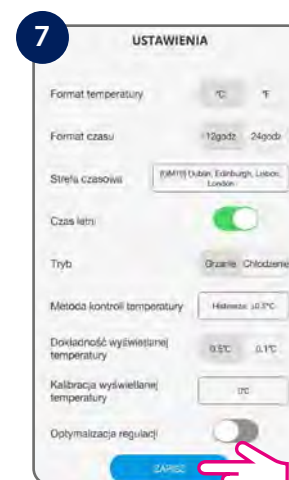 7
USTAWIENIA
Format temperatury °C °F
Format czasu 12godz 24godz
Strefa czasowa [GMT0] Dublin, Edinburgh, Lisbon, London
Czas letni
Tryb Grzanie Chłodzenie
Metoda kontroli temperatury Histereza ±0.5°C
Dokładność wyświetlanej temperatury 0.5°C 0.1°C
Kalibracja wyświetlanej temperatury 0°C
Optymalizacja regulacji
ZAPISZ